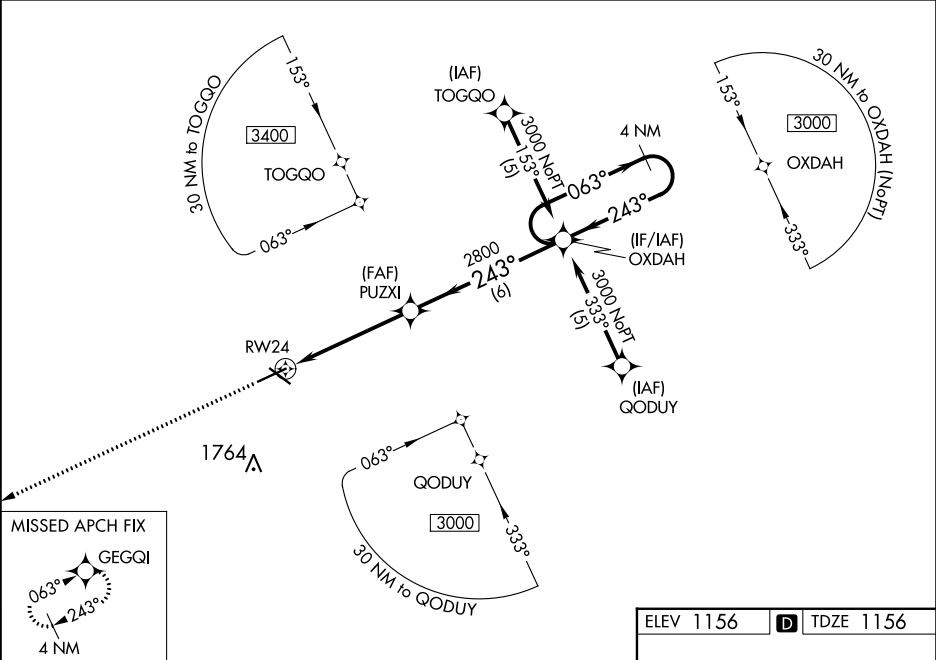 30 NM to TOGQO
153°
3400
TOGQO
063°
(IAF)
TOGQO
3000 NoPT
153°
(5)
4 NM
063°
243°
(IF/IAF)
OXDAH
30 NM to OXDAH (NoPT)
153°
3000
OXDAH
333°
2800
243°
(6)
(FAF)
PUZXI
3000 NoPT
333°
(5)
(IAF)
QODUY
RW24
1764
063°
QODUY
3000
333°
30 NM to QODUY
MISSED APCH FIX
GEGQI
063°
243°
4 NM
ELEV 1156
D
TDZE 1156